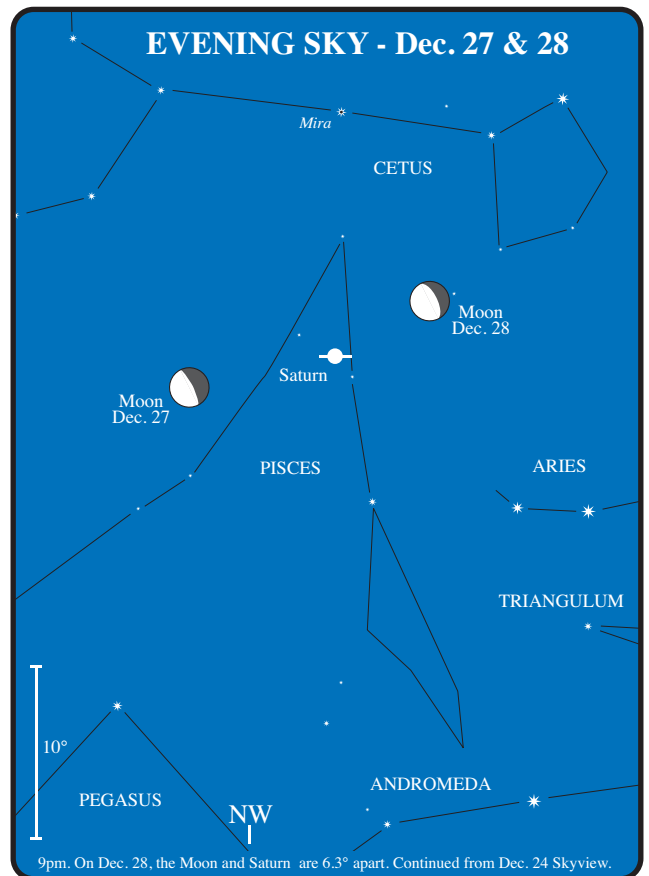 EVENING SKY - Dec. 27 & 28
Mira
CETUS
Moon
Dec. 28
Saturn
Moon
Dec. 27
PISCES
ARIES
TRIANGULUM
10°
ANDROMEDA
PEGASUS
NW
9pm. On Dec. 28, the Moon and Saturn are 6.3° apart. Continued from Dec. 24 Skyview.